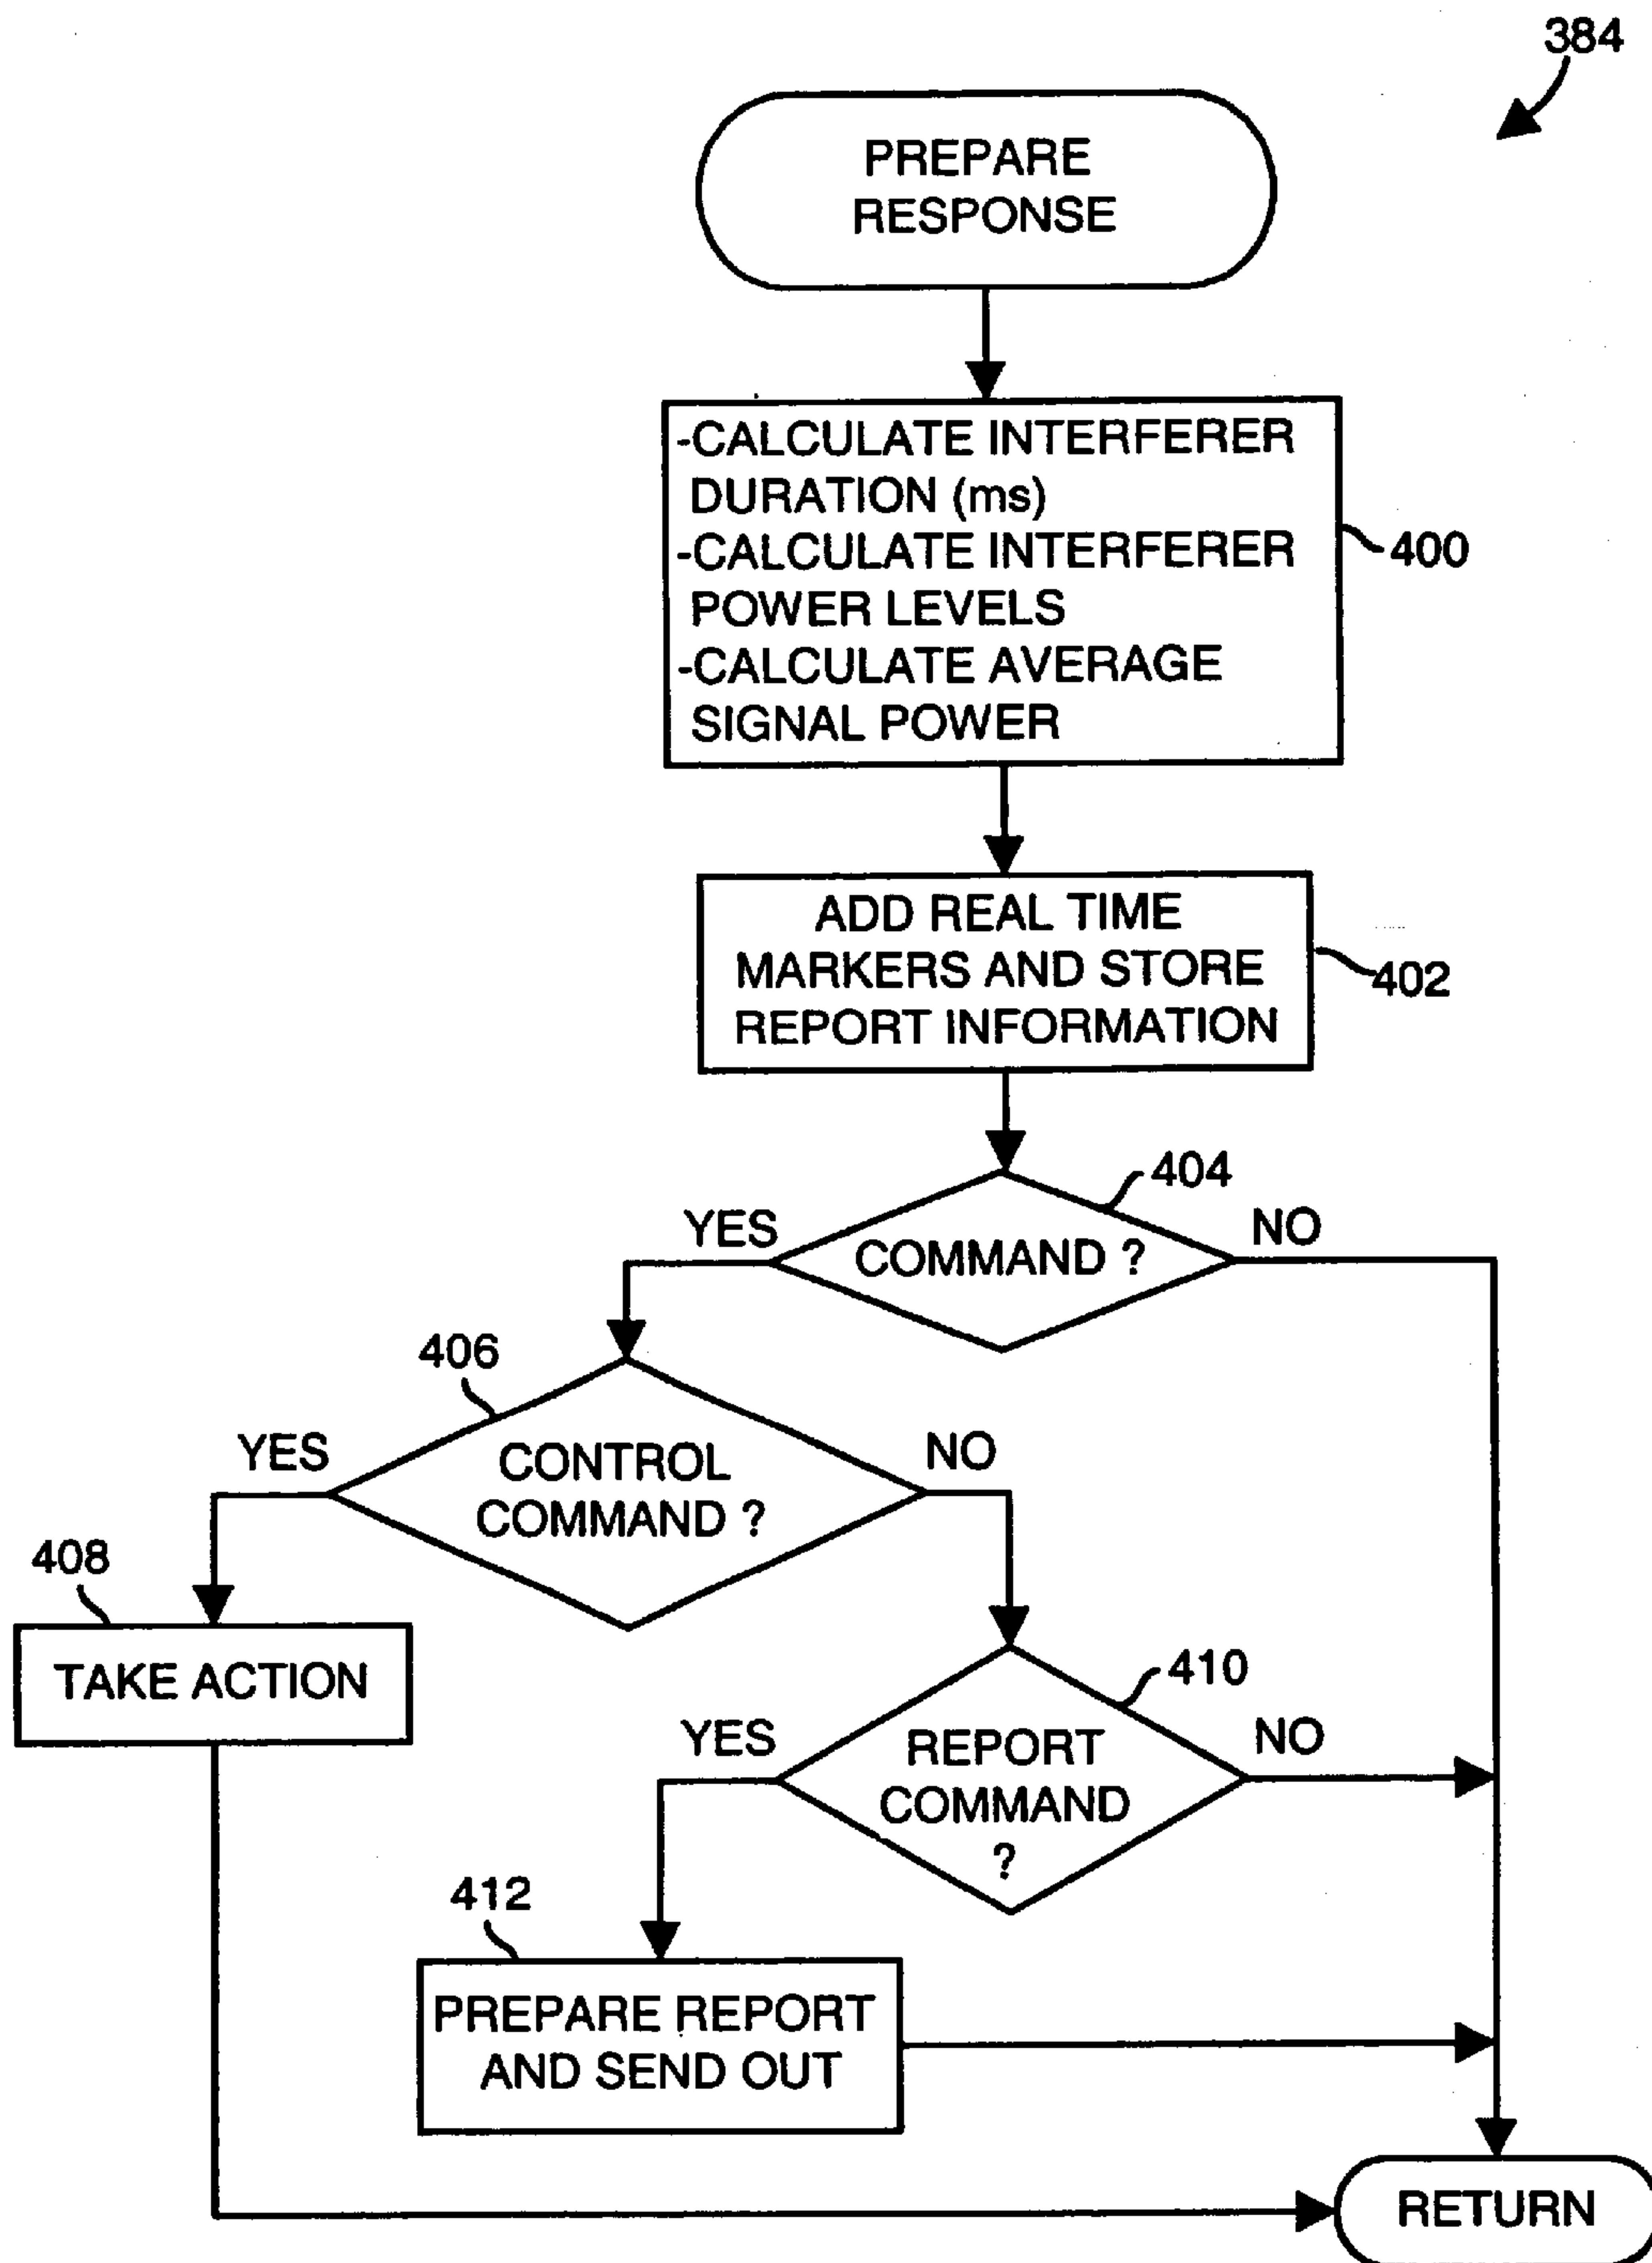 384
PREPARE
RESPONSE
-CALCULATE INTERFERER
DURATION (ms)
-CALCULATE INTERFERER
POWER LEVELS
-CALCULATE AVERAGE
SIGNAL POWER
400
ADD REAL TIME
MARKERS AND STORE
REPORT INFORMATION
402
404
YES
COMMAND ?
NO
406
YES
CONTROL
COMMAND ?
NO
408
TAKE ACTION
410
YES
REPORT
COMMAND
?
NO
412
PREPARE REPORT
AND SEND OUT
RETURN